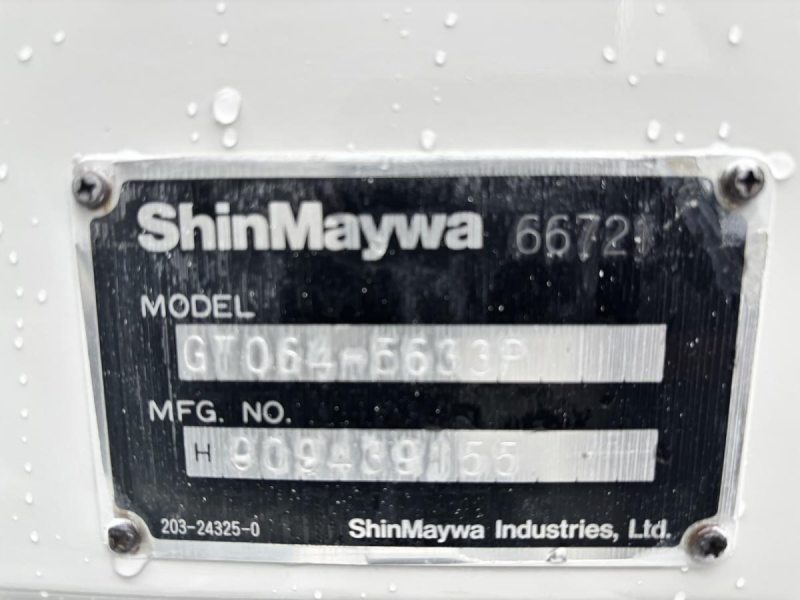 ShinMaywa 66721
MODEL
GT064-5633P
MFG. NO.
H 909439155
203-24325-0 ShinMaywa Industries, Ltd.